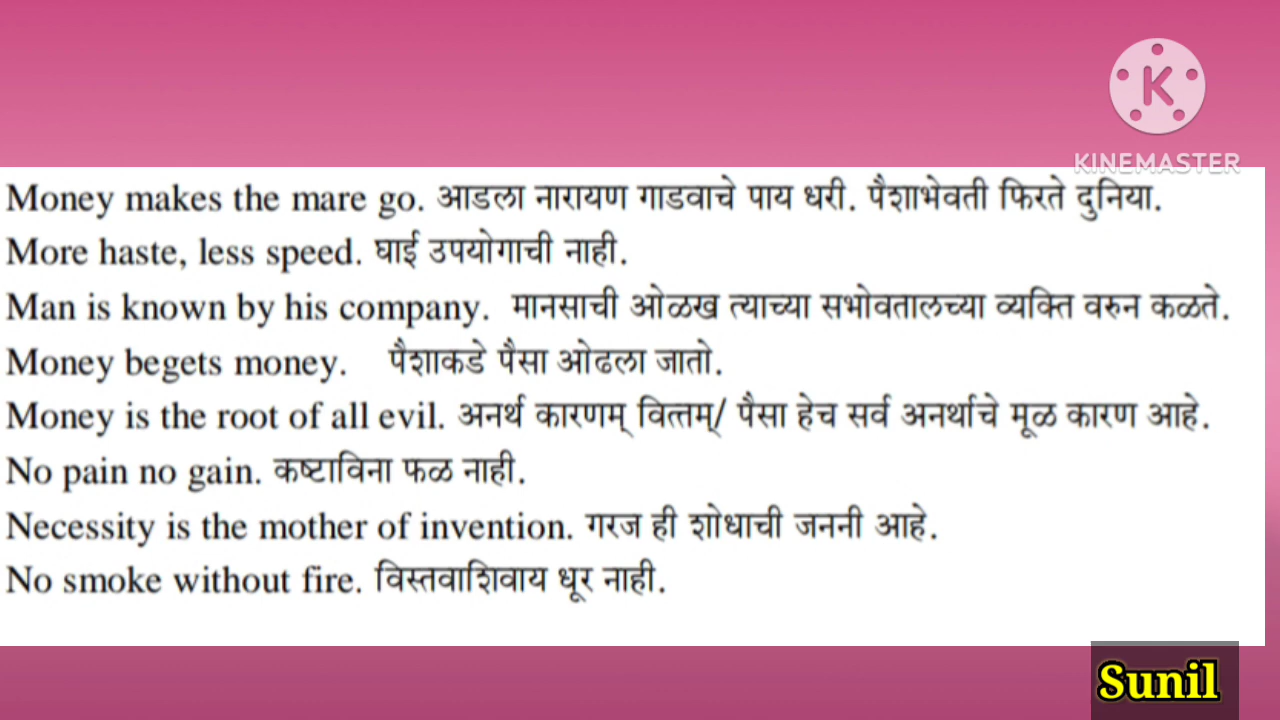 K
KINEMASTER
Money makes the mare go. आडला नारायण गाडवाचे पाय धरी. पैशाभेवती फिरते दुनिया.
More haste, less speed. घाई उपयोगाची नाही.
Man is known by his company. मानसाची ओळख त्याच्या सभोवतालच्या व्यक्ति वरुन कळते.
Money begets money. पैशाकडे पैसा ओढला जातो.
Money is the root of all evil. अनर्थ कारणम् वित्तम्/ पैसा हेच सर्व अनर्थाचे मूळ कारण आहे.
No pain no gain. कष्टाविना फळ नाही.
Necessity is the mother of invention. गरज ही शोधाची जननी आहे.
No smoke without fire. विस्तवाशिवाय धूर नाही.
Sunil